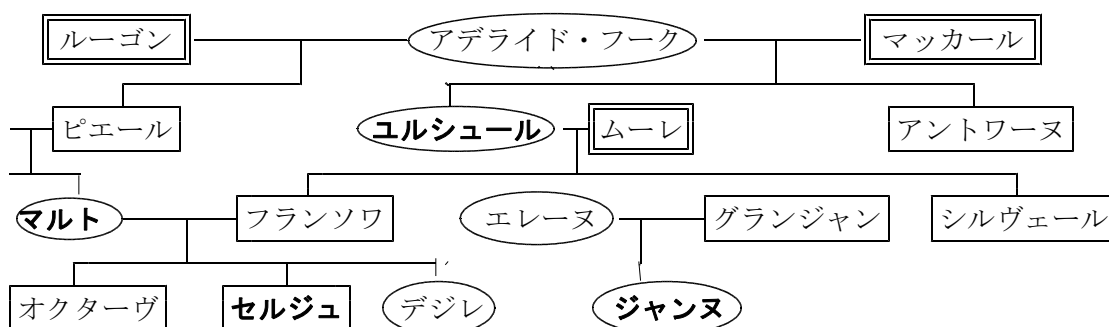 ルーゴン アデライド・フーク マッカール
ピエール ユルシュール ムーレ アントワーヌ
マルト フランソワ エレーヌ グランジャン シルヴェール
オクターヴ セルジュ デジレ ジャンヌ